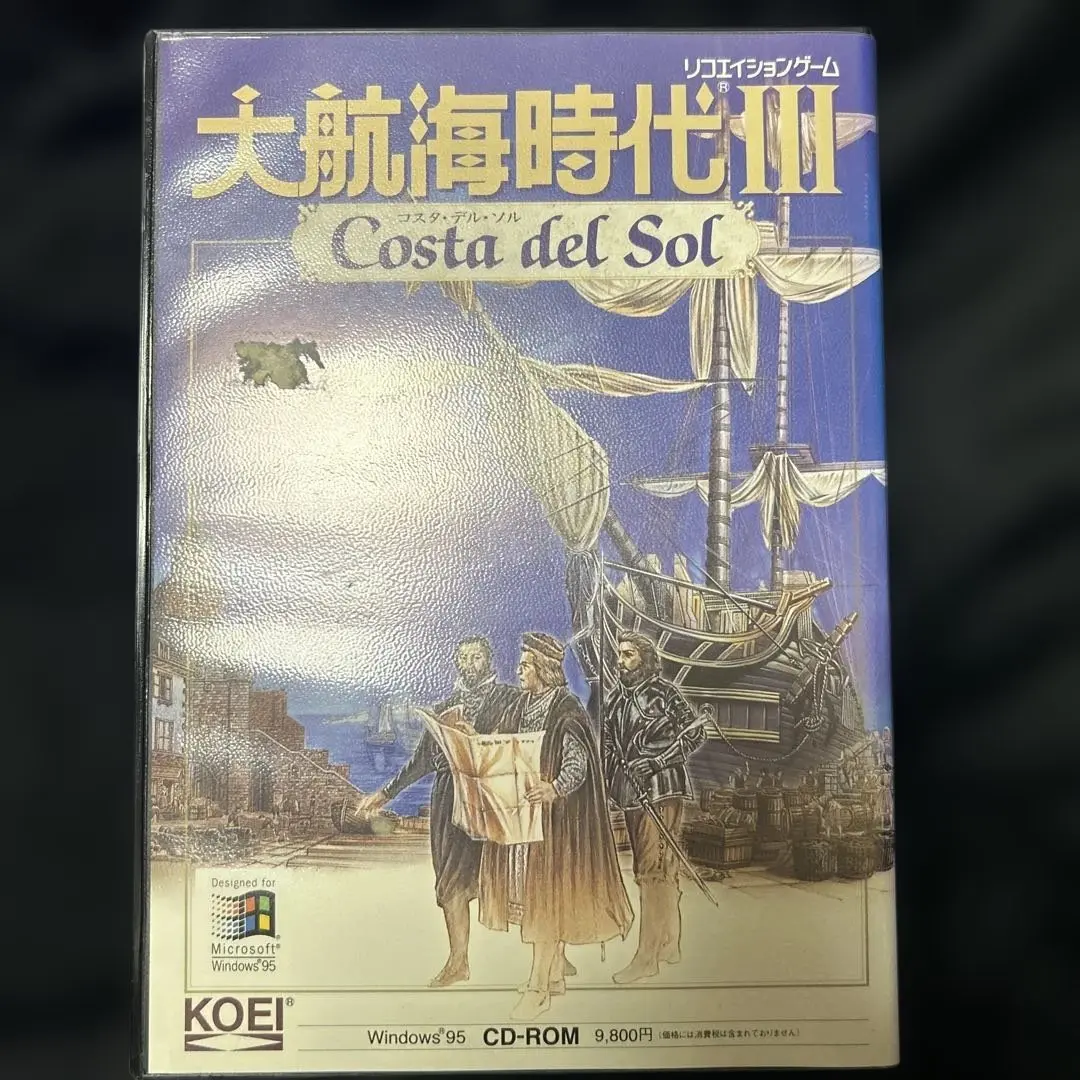 リコエイションゲーム
大航海時代®III
コスタ・デル・ソル
Costa del Sol
Designed for
Microsoft®
Windows®95
KOEI®
Windows®95 CD-ROM 9,800円 (価格には消費税は含まれておりません)